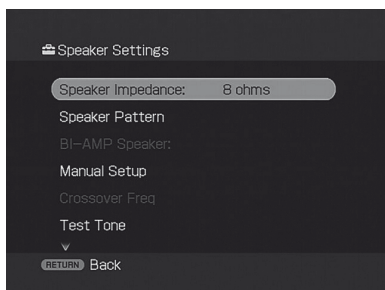 Speaker Settings
Speaker Impedance: 8 ohms
Speaker Pattern
BI-AMP Speaker:
Manual Setup
Crossover Freq
Test Tone
RETURN Back